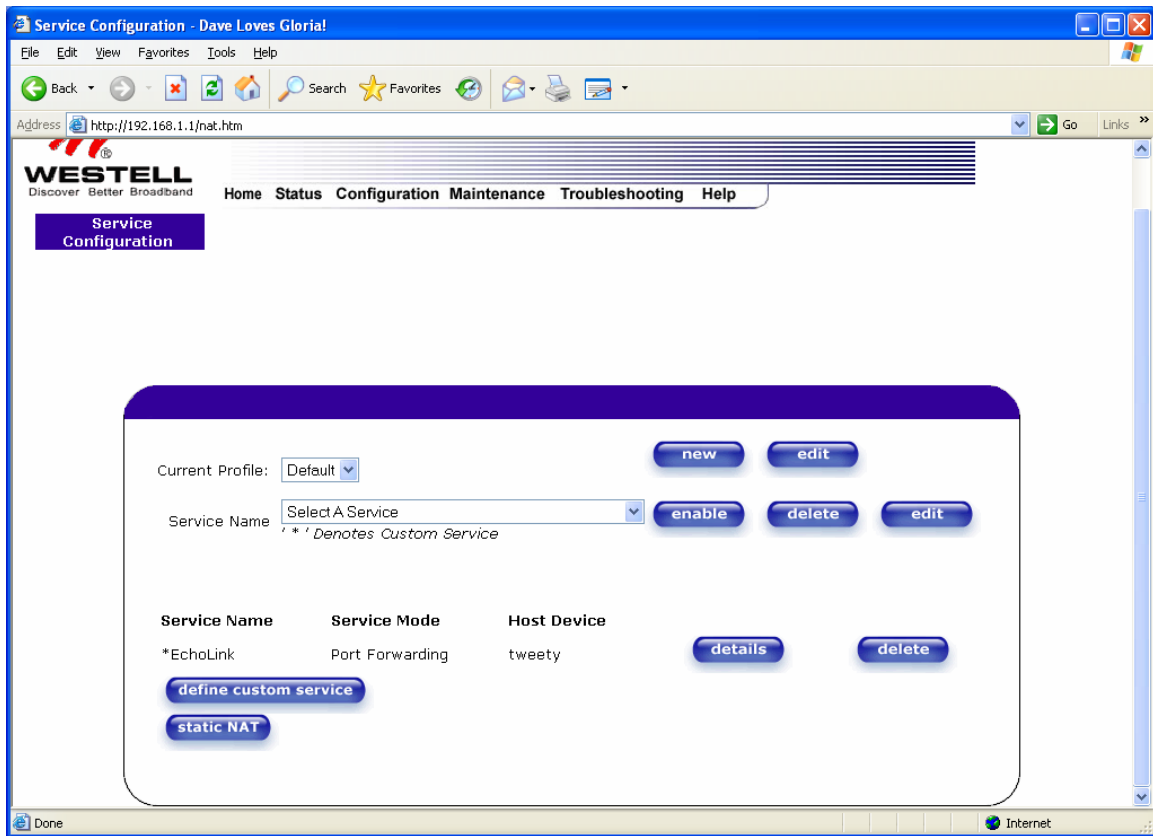 Service Configuration - Dave Loves Gloria!
File Edit View Favorites Tools Help
Back Search Favorites
Address http://192.168.1.1/nat.htm Go Links »
WESTELL ®
Discover Better Broadband
Home Status Configuration Maintenance Troubleshooting Help
Service
Configuration
Current Profile: Default new edit
Service Name Select A Service enable delete edit
' * ' Denotes Custom Service
Service Name Service Mode Host Device
*EchoLink Port Forwarding tweety details delete
define custom service
static NAT
Done Internet